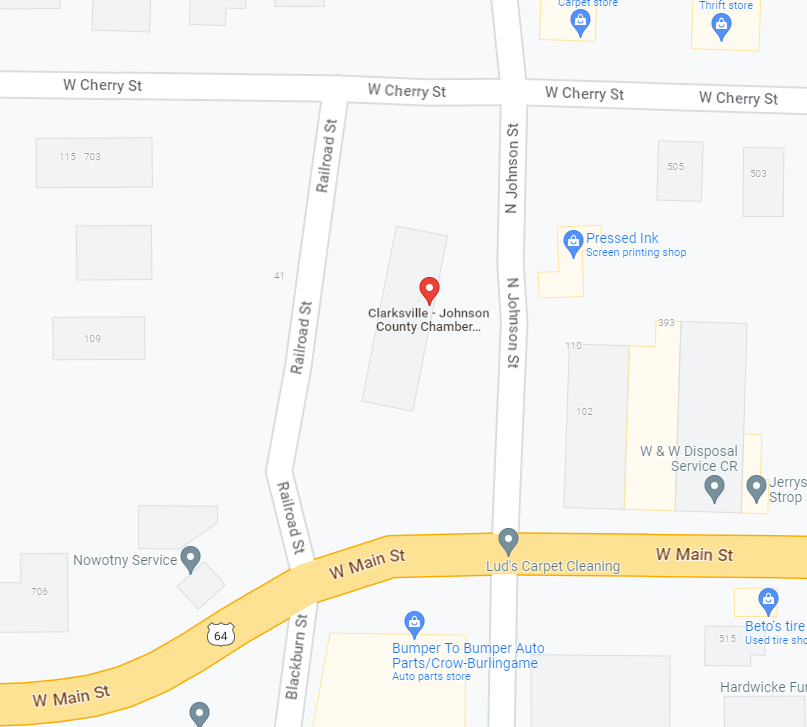 Carpet store
Thrift store
W Cherry St
W Cherry St
W Cherry St
W Cherry St
Railroad St
N Johnson St
115 703
505
503
Pressed Ink
Screen printing shop
41
Clarksville - Johnson
County Chamber...
Railroad St
N Johnson St
109
393
110
102
W & W Disposal
Service CR
Jerrys
Strop
Railroad St
Nowotny Service
W Main St
Lud's Carpet Cleaning
W Main St
706
64
Blackburn St
Bumper To Bumper Auto
Parts/Crow-Burlingame
Auto parts store
Beto's tire
Used tire sho
515
W Main St
Hardwicke Fu